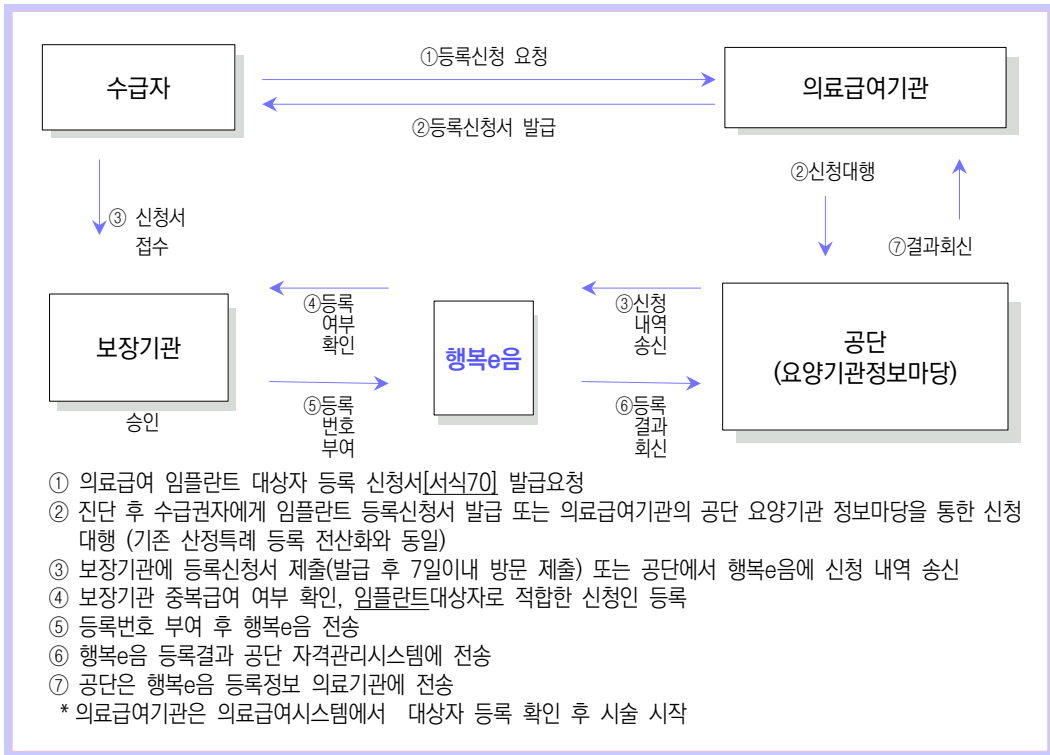 ①등록신청 요청
수급자
의료급여기관
②등록신청서 발급
②신청대행
③ 신청서
접수
⑦결과회신
④등록
여부
확인
③신청
내역
송신
보장기관
행복e음
공단
(요양기관정보마당)
승인
⑤등록
번호
부여
⑥등록
결과
회신
① 의료급여 임플란트 대상자 등록 신청서[서식70] 발급요청
② 진단 후 수급권자에게 임플란트 등록신청서 발급 또는 의료급여기관의 공단 요양기관 정보마당을 통한 신청
대행 (기존 산정특례 등록 전산화와 동일)
③ 보장기관에 등록신청서 제출(발급 후 7일이내 방문 제출) 또는 공단에서 행복e음에 신청 내역 송신
④ 보장기관 중복급여 여부 확인, 임플란트대상자로 적합한 신청인 등록
⑤ 등록번호 부여 후 행복e음 전송
⑥ 행복e음 등록결과 공단 자격관리시스템에 전송
⑦ 공단은 행복e음 등록정보 의료기관에 전송
* 의료급여기관은 의료급여시스템에서 대상자 등록 확인 후 시술 시작